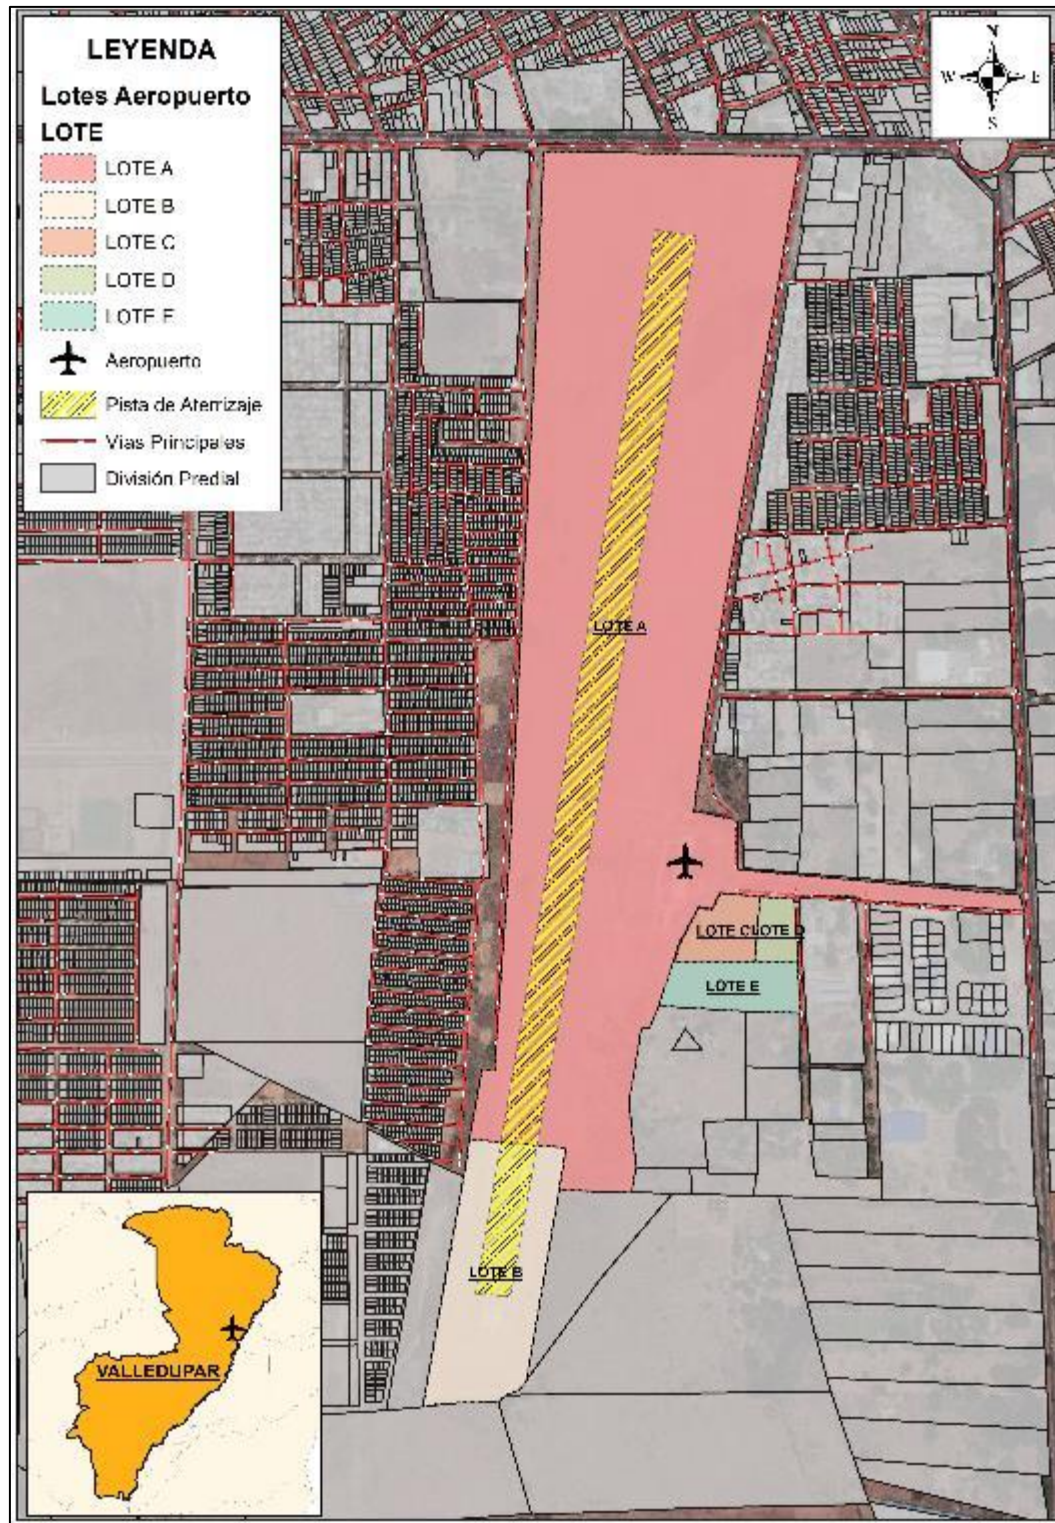 LEYENDA
Lotes Aeropuerto
LOTE
LOTE A
LOTE B
LOTE C
LOTE D
LOTE E
Aeropuerto
Pista de Aterrizaje
Vias Principales
División Predial
N
W E
S
LOTE A
LOTE C LOTE D
LOTE E
LOTE B
VALLEDUPAR